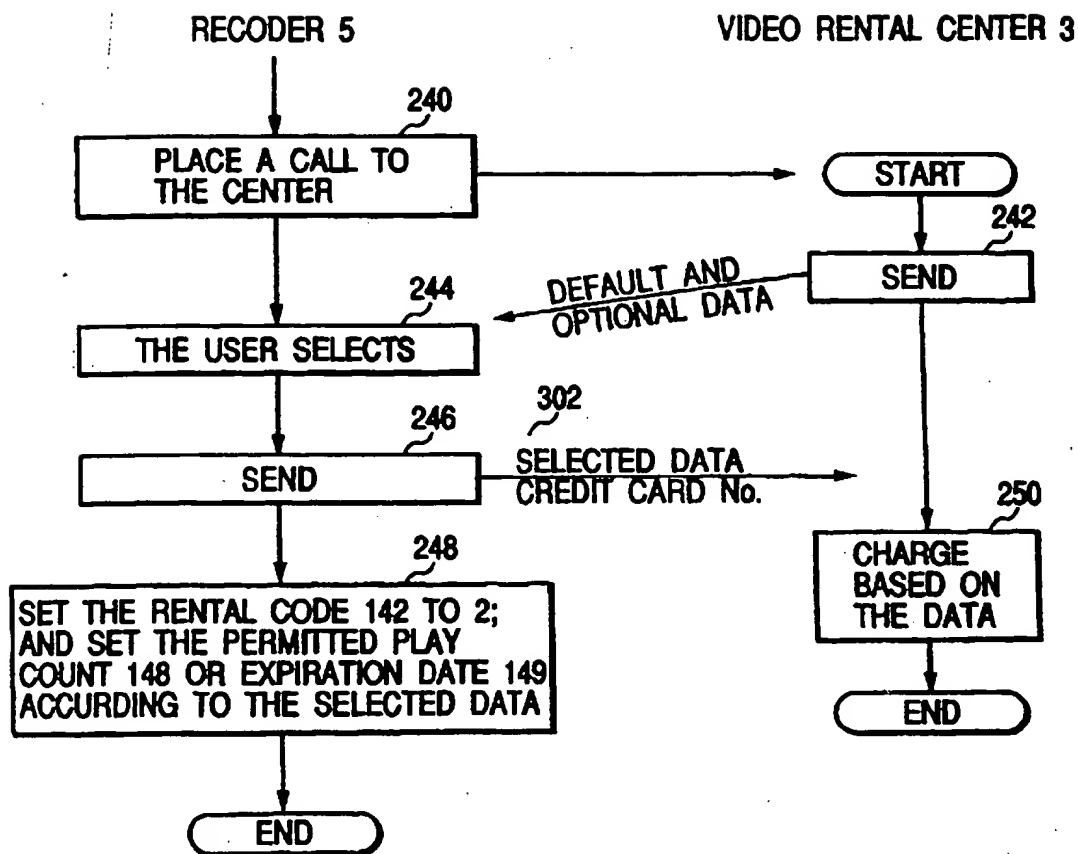 RECODER 5
VIDEO RENTAL CENTER 3
240
PLACE A CALL TO
THE CENTER
START
242
SEND
DEFAULT AND
OPTIONAL DATA
244
THE USER SELECTS
246
SEND
302
SELECTED DATA
CREDIT CARD No.
248
SET THE RENTAL CODE 142 TO 2;
AND SET THE PERMITTED PLAY
COUNT 148 OR EXPIRATION DATE 149
ACCURDING TO THE SELECTED DATA
250
CHARGE
BASED ON
THE DATA
END
END